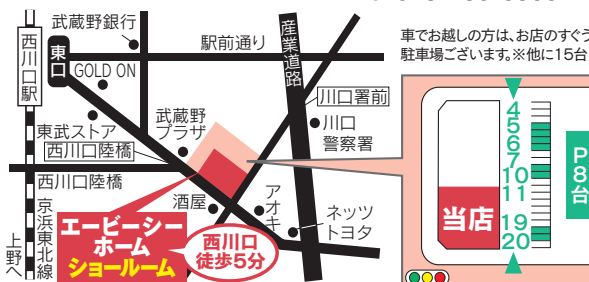 車でお越しの方は、お店のすぐう
駐車場ございます。※他に15台
武蔵野銀行
西川口駅
東口
駅前通り
産業道路
GOLD ON
川口署前
武蔵野
プラザ
川口
警察署
東武ストア
西川口陸橋
西川口陸橋
酒屋
アオキ
ネッツ
トヨタ
京浜東北線
上野へ
エービーシー
ホーム
ショールーム
西川口
徒歩5分
4
5
6
7
10
11
19
20
P8台
当店